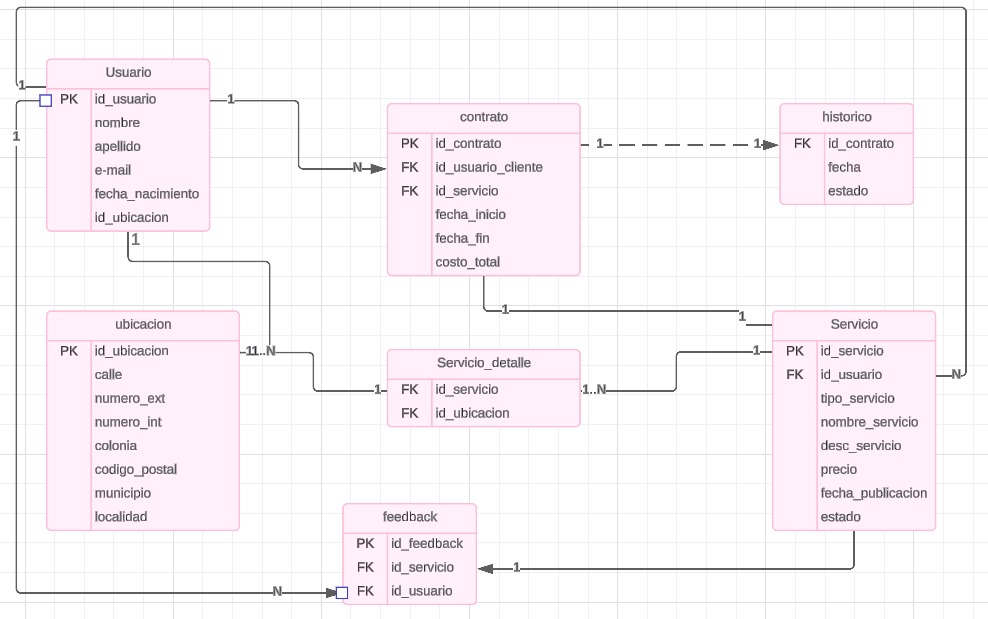 1
Usuario
PK id_usuario
nombre
apellido
e-mail
fecha_nacimiento
id_ubicacion
1
1
N
1
contrato
PK id_contrato
FK id_usuario_cliente
FK id_servicio
fecha_inicio
fecha_fin
costo_total
1
1
historico
FK id_contrato
fecha
estado
1
1
ubicacion
PK id_ubicacion
calle
numero_ext
numero_int
colonia
codigo_postal
municipio
localidad
11..N
1
Servicio_detalle
FK id_servicio
FK id_ubicacion
1..N
1
Servicio
PK id_servicio
FK id_usuario
tipo_servicio
nombre_servicio
desc_servicio
precio
fecha_publicacion
estado
N
feedback
PK id_feedback
FK id_servicio
FK id_usuario
1
N